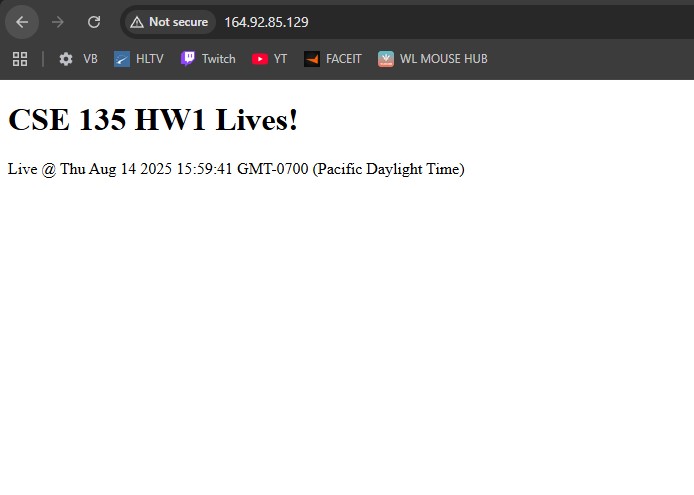 Not secure 164.92.85.129
VB HLTV Twitch YT FACEIT WL MOUSE HUB
CSE 135 HW1 Lives!
Live @ Thu Aug 14 2025 15:59:41 GMT-0700 (Pacific Daylight Time)